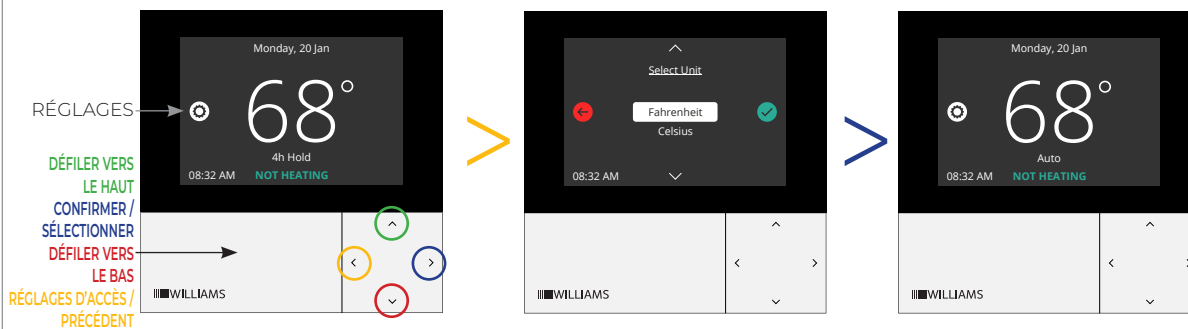 RÉGLAGES
DÉFILER VERS
LE HAUT
CONFIRMER /
SÉLECTIONNER
DÉFILER VERS
LE BAS
RÉGLAGES D'ACCÈS /
PRÉCÉDENT
Monday, 20 Jan
68°
4h Hold
08:32 AM NOT HEATING
WILLIAMS
Select Unit
Fahrenheit
Celsius
08:32 AM
WILLIAMS
Monday, 20 Jan
68°
Auto
08:32 AM NOT HEATING
WILLIAMS